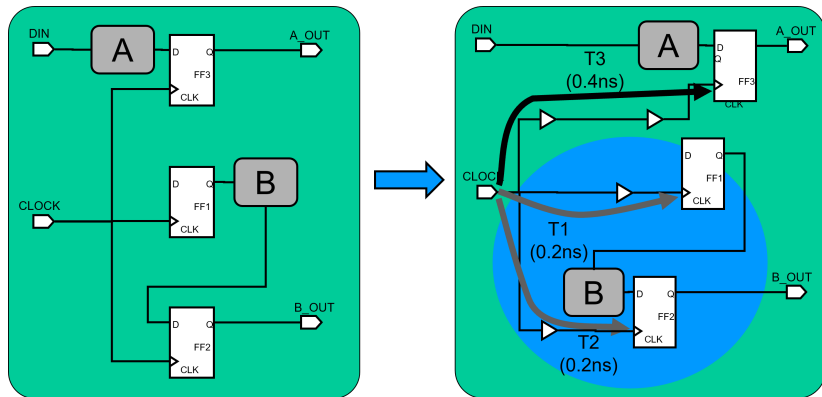 DIN
A
D
Q
FF3
CLK
A_OUT
D
Q
FF1
CLK
B
CLOCK
D
Q
FF2
CLK
B_OUT
DIN
A
D
Q
FF3
CLK
A_OUT
T3
(0.4ns)
CLOCK
D
Q
FF1
CLK
T1
(0.2ns)
B
D
Q
FF2
CLK
B_OUT
T2
(0.2ns)